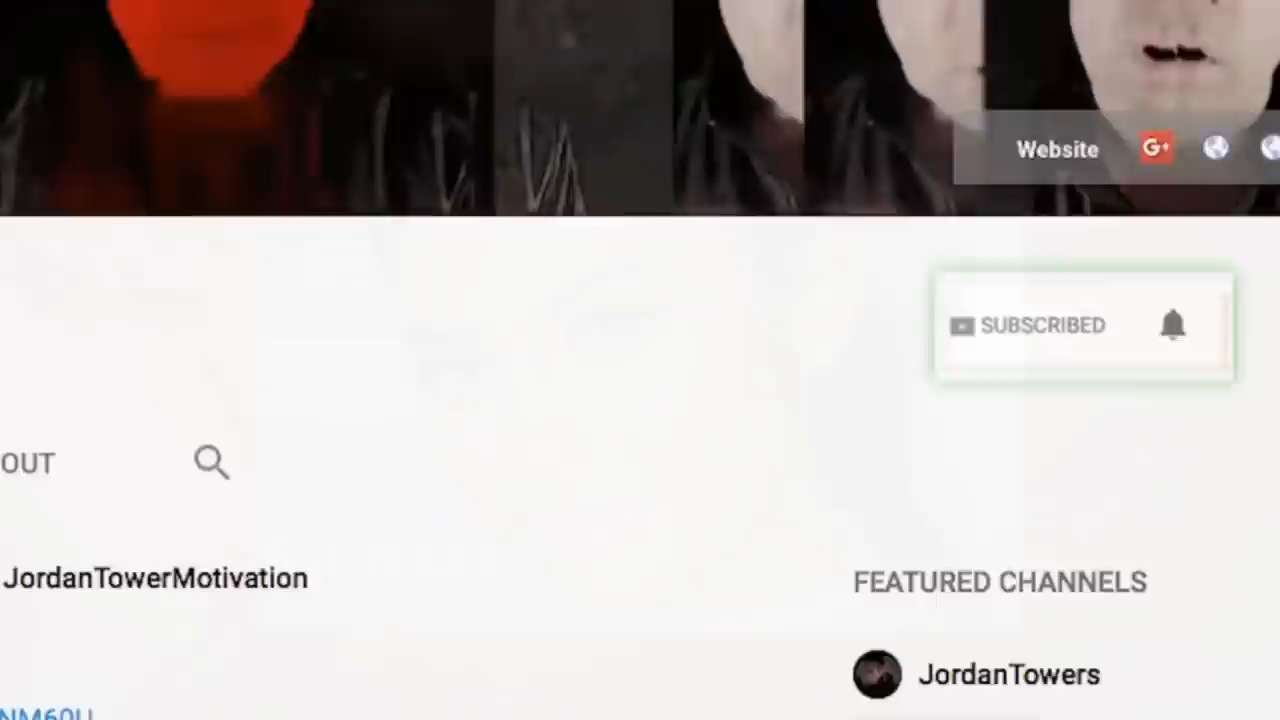 Website G+
SUBSCRIBED
OUT
JordanTowerMotivation
FEATURED CHANNELS
JordanTowers